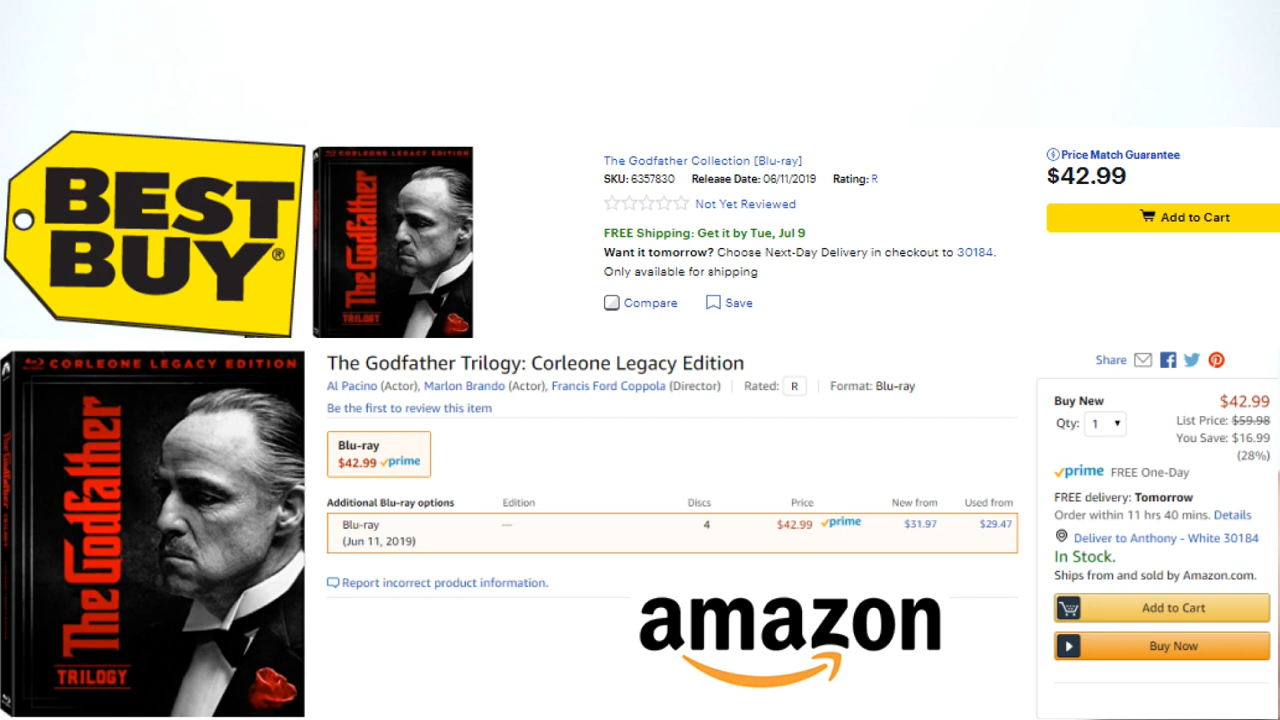 BEST
BUY®
CORLEONE LEGACY EDITION
The Godfather
TRILOGY
The Godfather Collection [Blu-ray]
SKU: 6357830 Release Date: 06/11/2019 Rating: R
Not Yet Reviewed
FREE Shipping: Get it by Tue, Jul 9
Want it tomorrow? Choose Next-Day Delivery in checkout to 30184.
Only available for shipping
Compare Save
Price Match Guarantee
$42.99
Add to Cart
CORLEONE LEGACY EDITION
The Godfather
TRILOGY
The Godfather Trilogy: Corleone Legacy Edition
Al Pacino (Actor), Marlon Brando (Actor), Francis Ford Coppola (Director) | Rated: R | Format: Blu-ray
Be the first to review this item
Blu-ray
$42.99 prime
Additional Blu-ray options Edition Discs Price New from Used from
Blu-ray — 4 $42.99 prime $31.97 $29.47
(Jun 11, 2019)
Report incorrect product information.
amazon
Share
Buy New $42.99
Qty: 1 List Price: $59.98
You Save: $16.99
(28%)
prime FREE One-Day
FREE delivery: Tomorrow
Order within 11 hrs 40 mins. Details
Deliver to Anthony - White 30184
In Stock.
Ships from and sold by Amazon.com.
Add to Cart
Buy Now